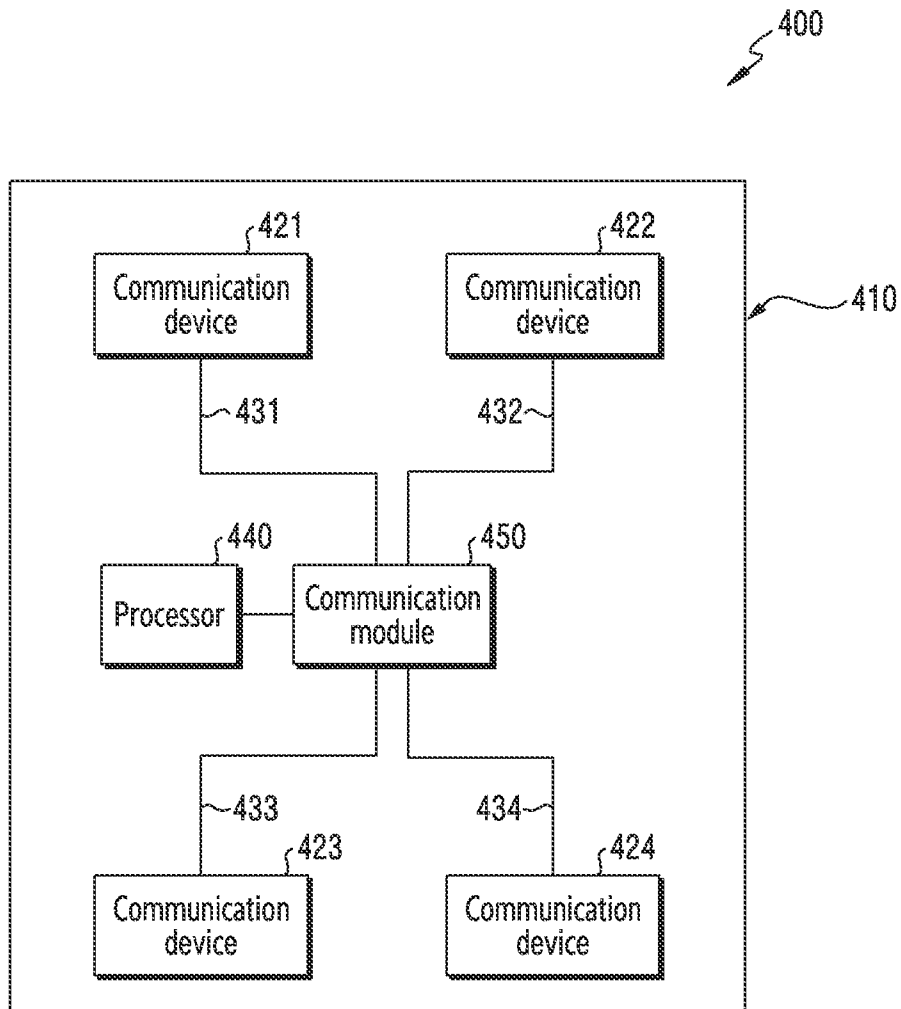 400
410
421
Communication
device
422
Communication
device
431
432
440
Processor
450
Communication
module
433
434
423
Communication
device
424
Communication
device